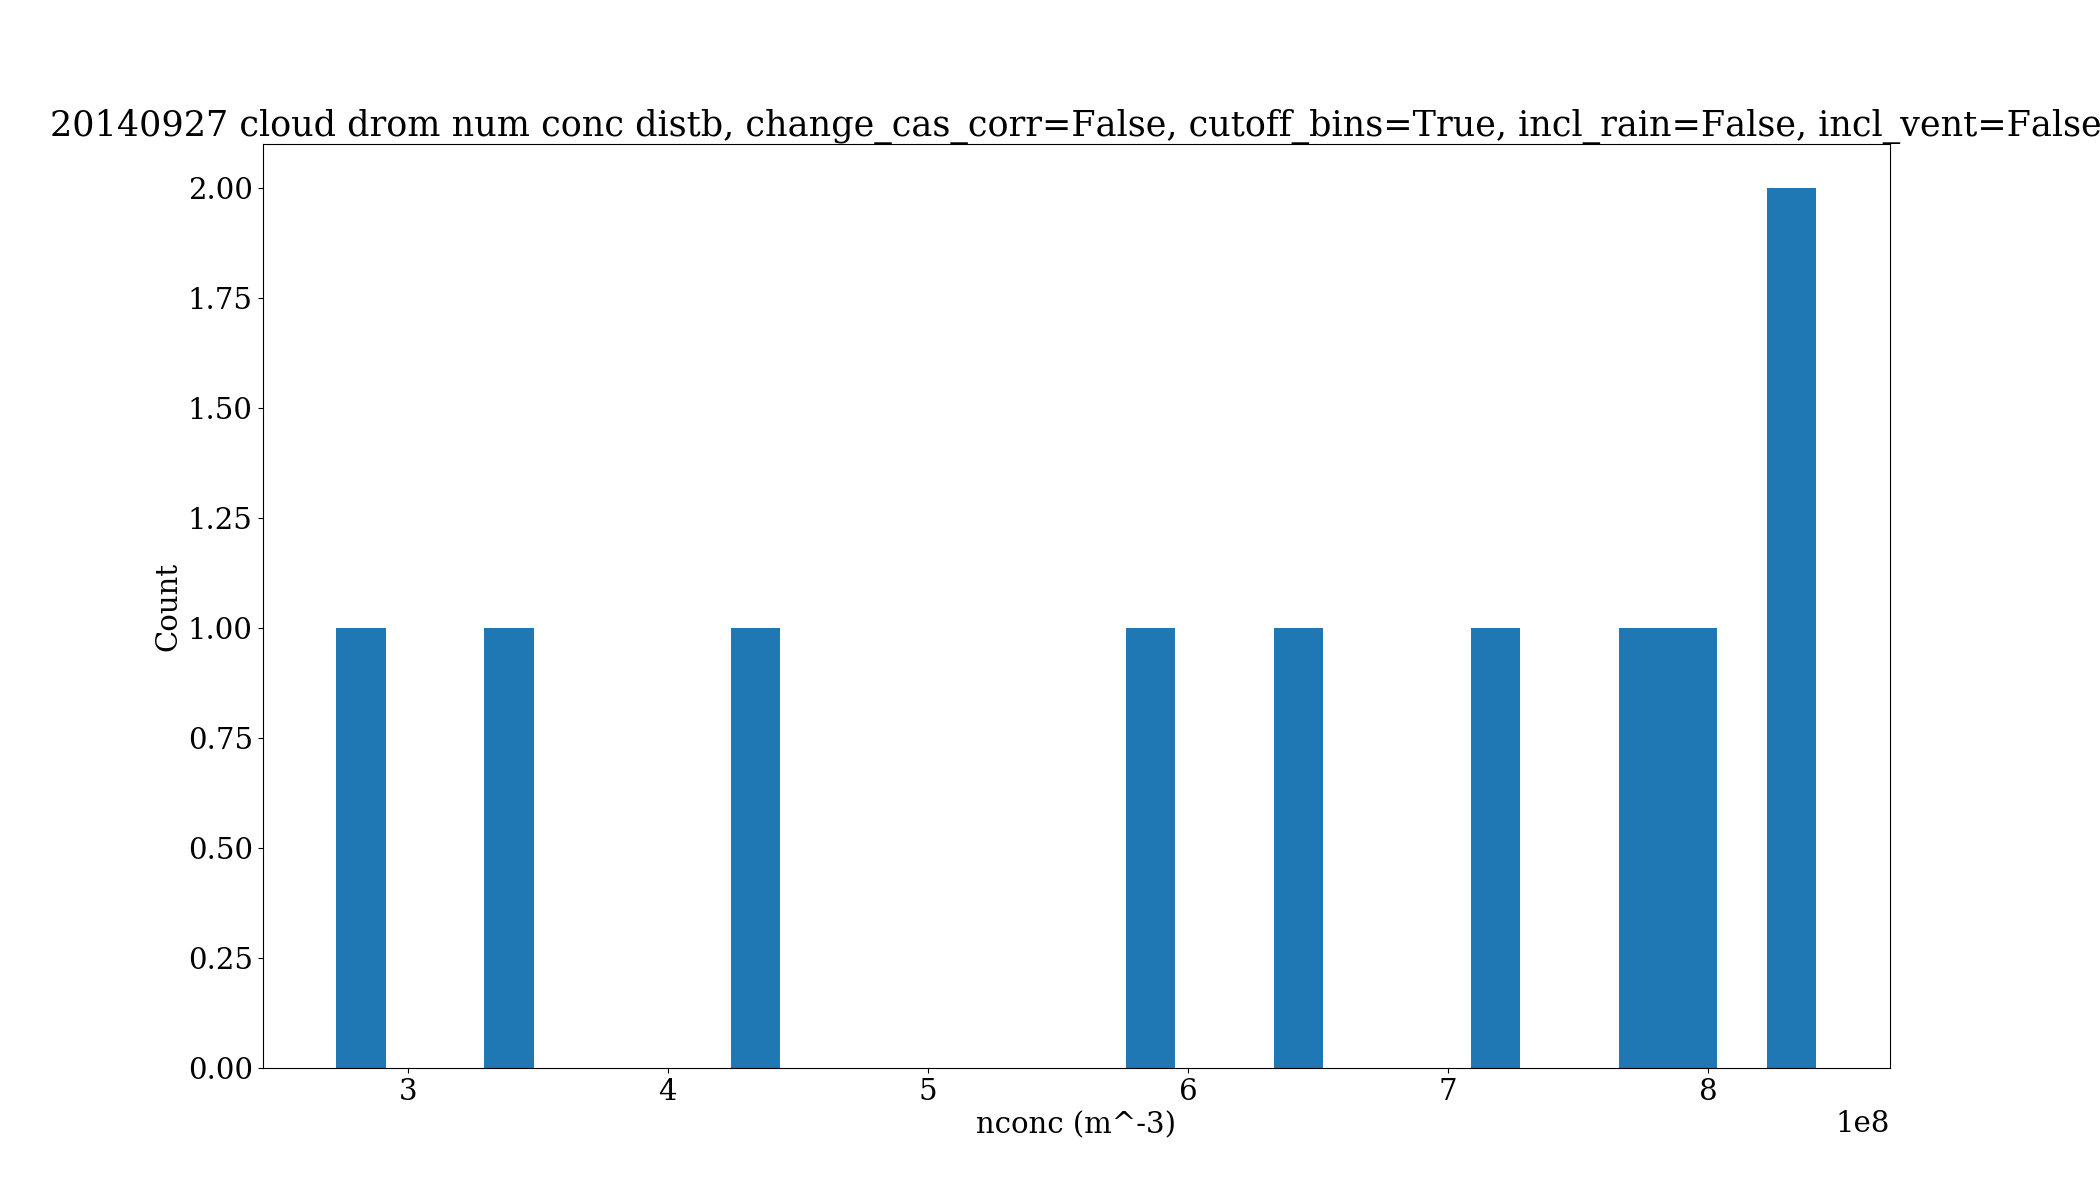 20140927 cloud drom num conc distb, change_cas_corr=False, cutoff_bins=True, incl_rain=False, incl_vent=False
2.00
1.75
1.50
1.25
1.00
0.75
0.50
0.25
0.00
Count
3 4 5 6 7 8
nconc (m^-3)
1e8